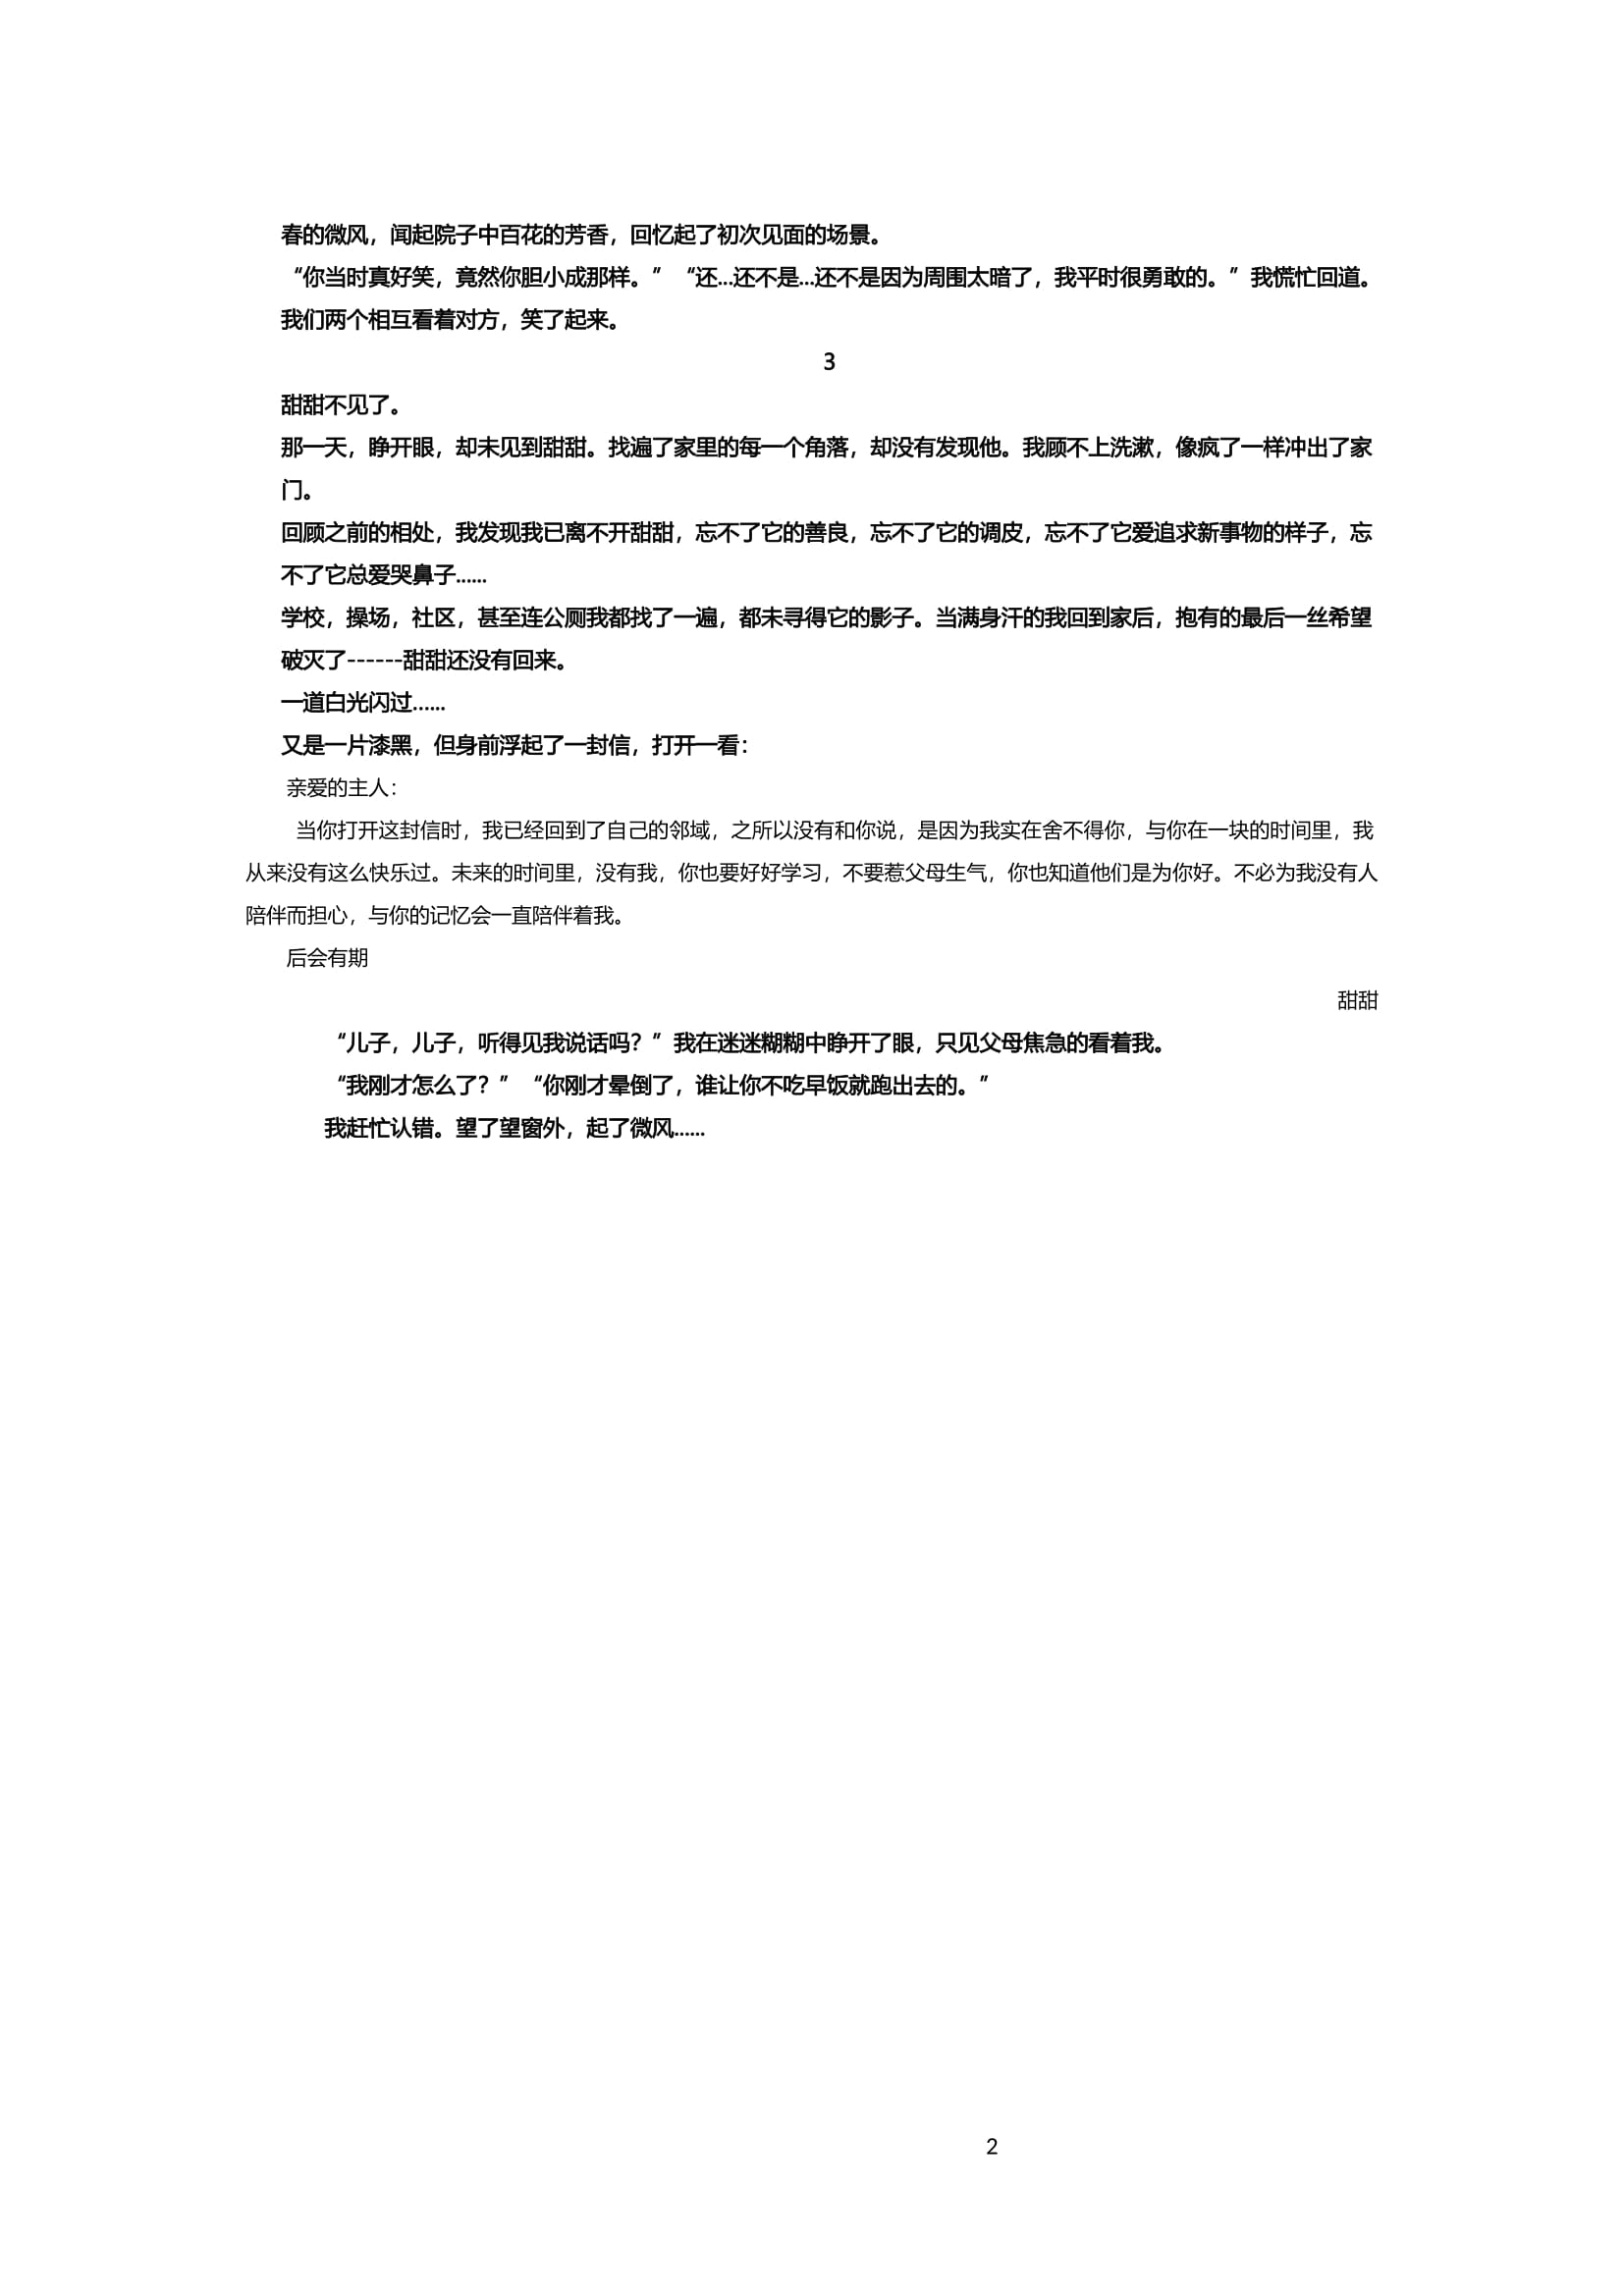 春的微风，闻起院子中百花的芳香，回忆起了初次见面的场景。
“你当时真好笑，竟然你胆小成那样。”“还...还不是...还不是因为周围太暗了，我平时很勇敢的。”我慌忙回道。
我们两个相互看着对方，笑了起来。
3
甜甜不见了。
那一天，睁开眼，却未见到甜甜。找遍了家里的每一个角落，却没有发现他。我顾不上洗漱，像疯了一样冲出了家
门。
回顾之前的相处，我发现我已离不开甜甜，忘不了它的善良，忘不了它的调皮，忘不了它爱追求新事物的样子，忘
不了它总爱哭鼻子......
学校，操场，社区，甚至连公厕我都找了一遍，都未寻得它的影子。当满身汗的我回到家后，抱有的最后一丝希望
破灭了------甜甜还没有回来。
一道白光闪过......
又是一片漆黑，但身前浮起了一封信，打开一看：
亲爱的主人：
当你打开这封信时，我已经回到了自己的邻域，之所以没有和你说，是因为我实在舍不得你，与你在一块的时间里，我
从来没有这么快乐过。未来的时间里，没有我，你也要好好学习，不要惹父母生气，你也知道他们是为你好。不必为我没有人
陪伴而担心，与你的记忆会一直陪伴着我。
后会有期
甜甜
“儿子，儿子，听得见我说话吗？”我在迷迷糊糊中睁开了眼，只见父母焦急的看着我。
“我刚才怎么了？”“你刚才晕倒了，谁让你不吃早饭就跑出去的。”
我赶忙认错。望了望窗外，起了微风......
2